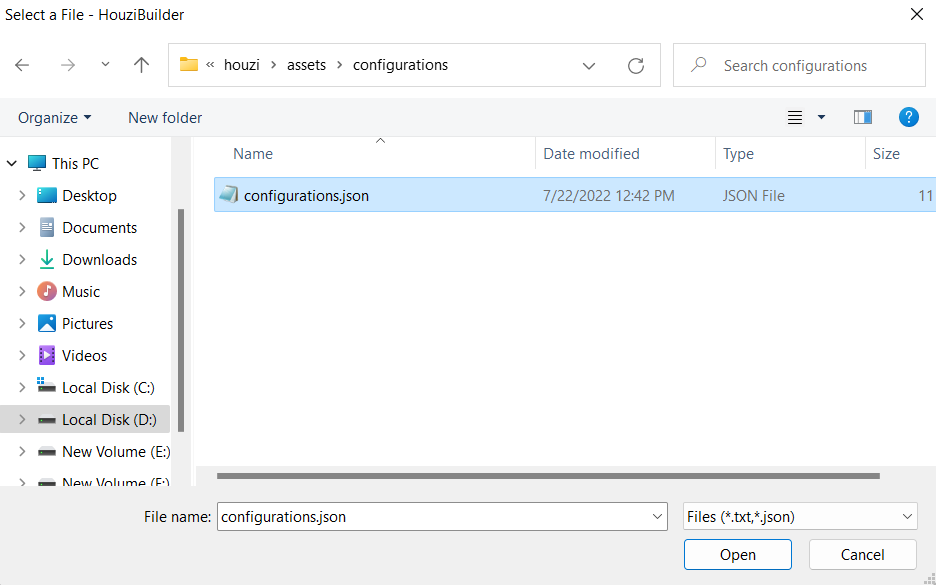 Select a File - HouziBuilder
« houzi > assets > configurations
Search configurations
Organize
New folder
?
Name
Date modified
Type
Size
configurations.json
7/22/2022 12:42 PM
JSON File
11
This PC
Desktop
Documents
Downloads
Music
Pictures
Videos
Local Disk (C:)
Local Disk (D:)
New Volume (E:)
New Volume (F:)
File name:
configurations.json
Files (*.txt,*.json)
Open
Cancel